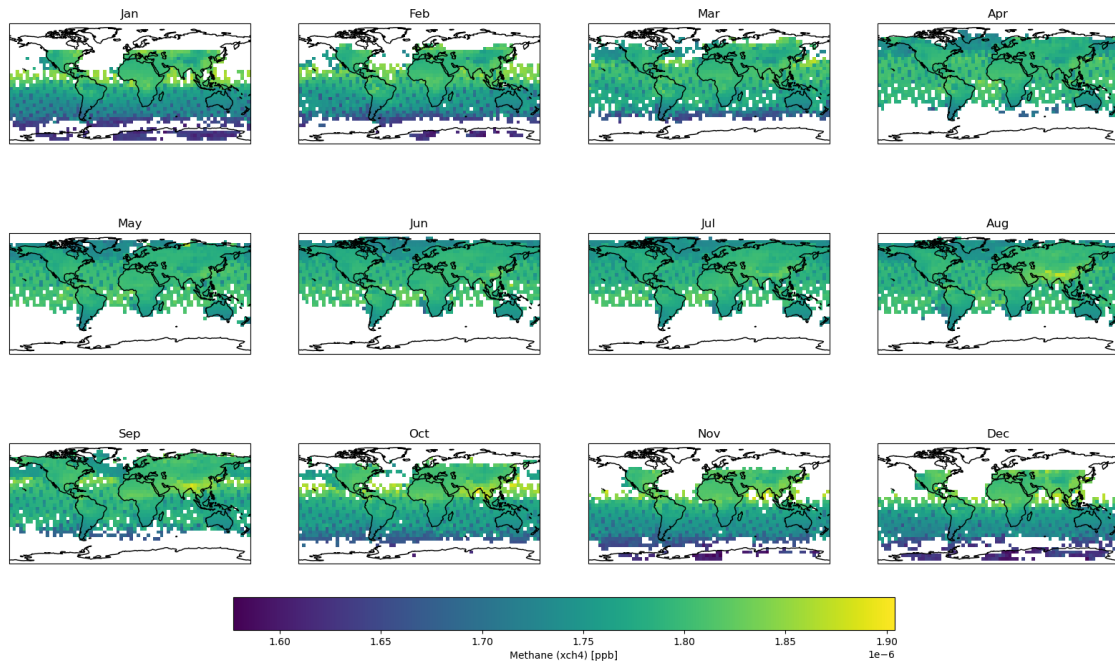 Jan Feb Mar Apr
May Jun Jul Aug
Sep Oct Nov Dec
1.60 1.65 1.70 1.75 1.80 1.85 1.90
1e−6
Methane (xch4) [ppb]